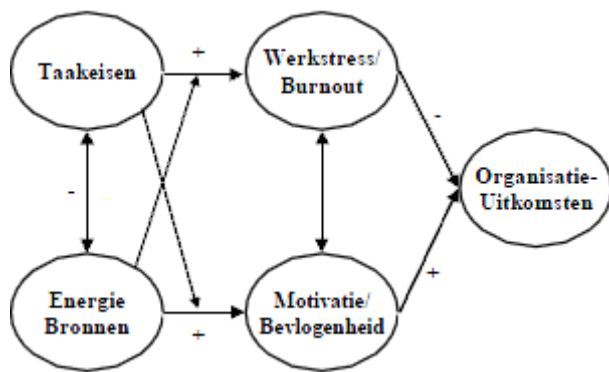 Taakeisen
+
Werkstress/
Burnout
-
-
Organisatie-
Uitkomsten
Energie
Bronnen
+
Motivatie/
Bevlogenheid
+